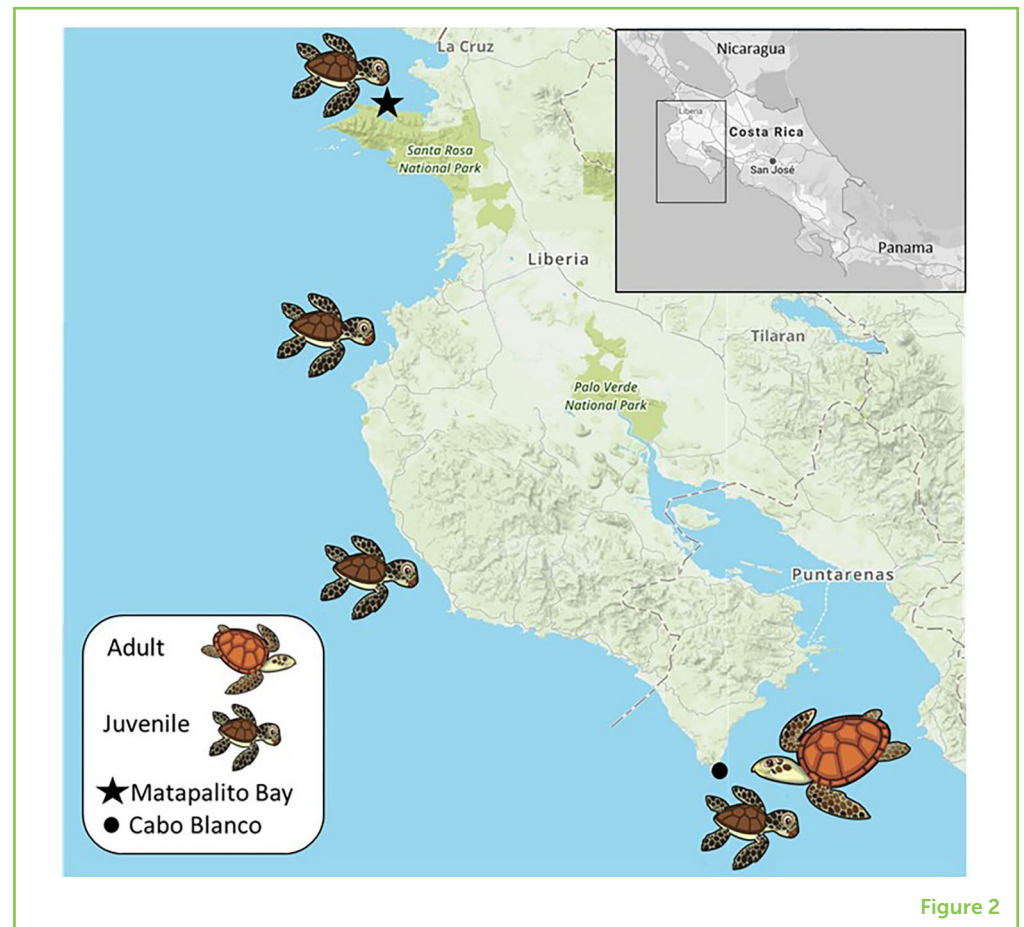 La Cruz
Santa Rosa
National Park
Liberia
Tilaran
Palo Verde
National Park
Puntarenas
Nicaragua
Liberia
Costa Rica
San José
Panama
Adult
Juvenile
Matapalito Bay
Cabo Blanco
Figure 2